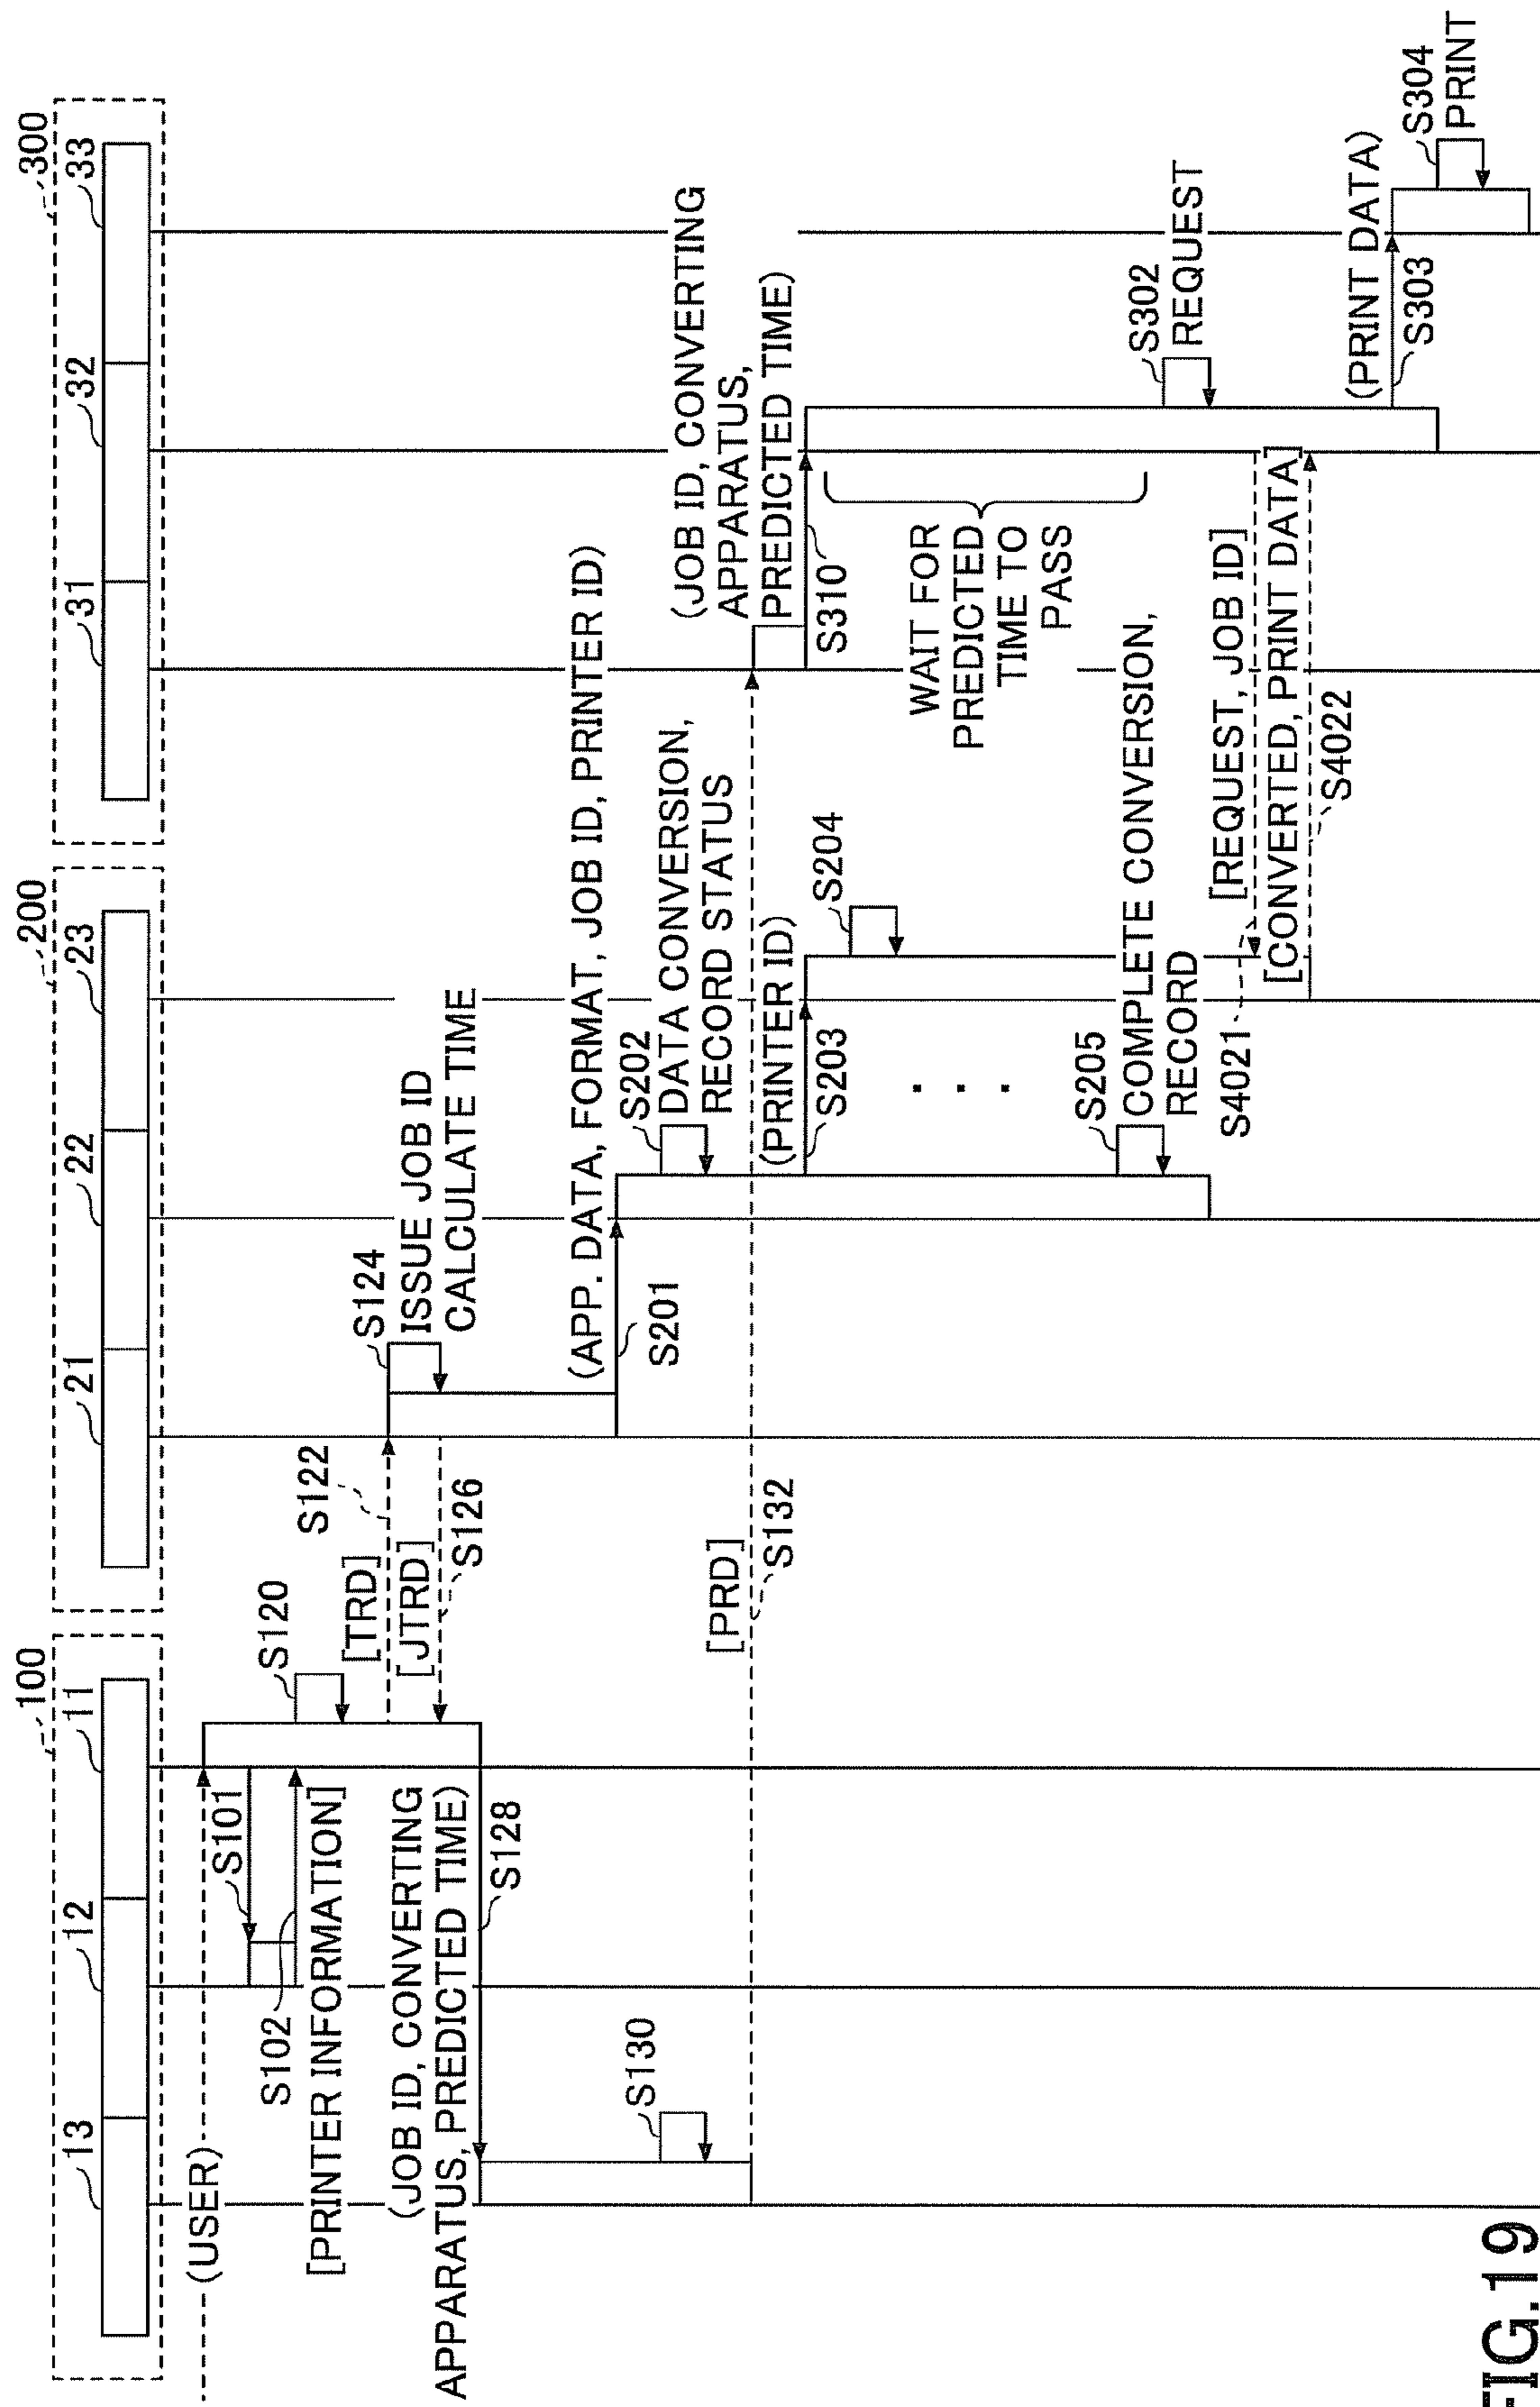 100
200
300
13
12
11
21
22
23
31
32
33
(USER)
S101
S102
[PRINTER INFORMATION]
S120
S122
[TRD]
S124
ISSUE JOB ID
CALCULATE TIME
[JTRD]
S126
(JOB ID, CONVERTING
APPARATUS, PREDICTED TIME)
S128
(APP. DATA, FORMAT, JOB ID, PRINTER ID)
S201
S130
S202
DATA CONVERSION,
RECORD STATUS
[PRD]
S132
(JOB ID, CONVERTING
APPARATUS,
PREDICTED TIME)
S310
(PRINTER ID)
S203
S204
WAIT FOR
PREDICTED
TIME TO
PASS
. . .
S205
COMPLETE CONVERSION,
RECORD
S302
REQUEST
[REQUEST, JOB ID]
S4021
[CONVERTED, PRINT DATA]
S4022
(PRINT DATA)
S303
S304
PRINT
FIG.19